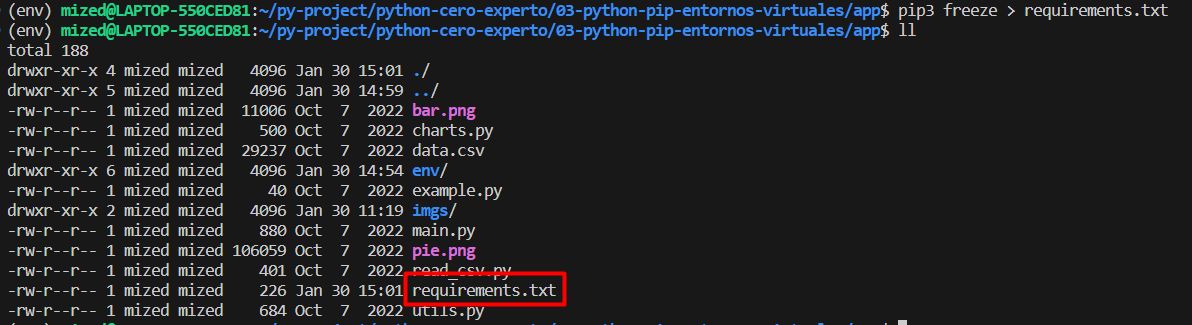 (env) mized@LAPTOP-550CED81:~/py-project/python-cero-experto/03-python-pip-entornos-virtuales/app$ pip3 freeze > requirements.txt
(env) mized@LAPTOP-550CED81:~/py-project/python-cero-experto/03-python-pip-entornos-virtuales/app$ ll
total 188
drwxr-xr-x 4 mized mized   4096 Jan 30 15:01 ./
drwxr-xr-x 5 mized mized   4096 Jan 30 14:59 ../
-rw-r--r-- 1 mized mized  11006 Oct  7  2022 bar.png
-rw-r--r-- 1 mized mized    500 Oct  7  2022 charts.py
-rw-r--r-- 1 mized mized  29237 Oct  7  2022 data.csv
drwxr-xr-x 6 mized mized   4096 Jan 30 14:54 env/
-rw-r--r-- 1 mized mized     40 Oct  7  2022 example.py
drwxr-xr-x 2 mized mized   4096 Jan 30 11:19 imgs/
-rw-r--r-- 1 mized mized    880 Oct  7  2022 main.py
-rw-r--r-- 1 mized mized 106059 Oct  7  2022 pie.png
-rw-r--r-- 1 mized mized    401 Oct  7  2022 read_csv.py
-rw-r--r-- 1 mized mized    226 Jan 30 15:01 requirements.txt
-rw-r--r-- 1 mized mized    684 Oct  7  2022 utils.py